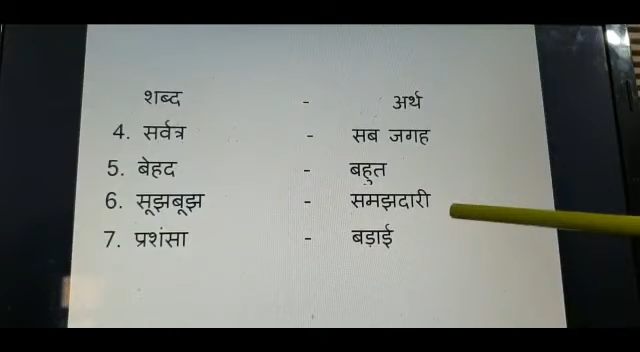 शब्द - अर्थ
4. सर्वत्र - सब जगह
5. बेहद - बहुत
6. सूझबूझ - समझदारी
7. प्रशंसा - बड़ाई